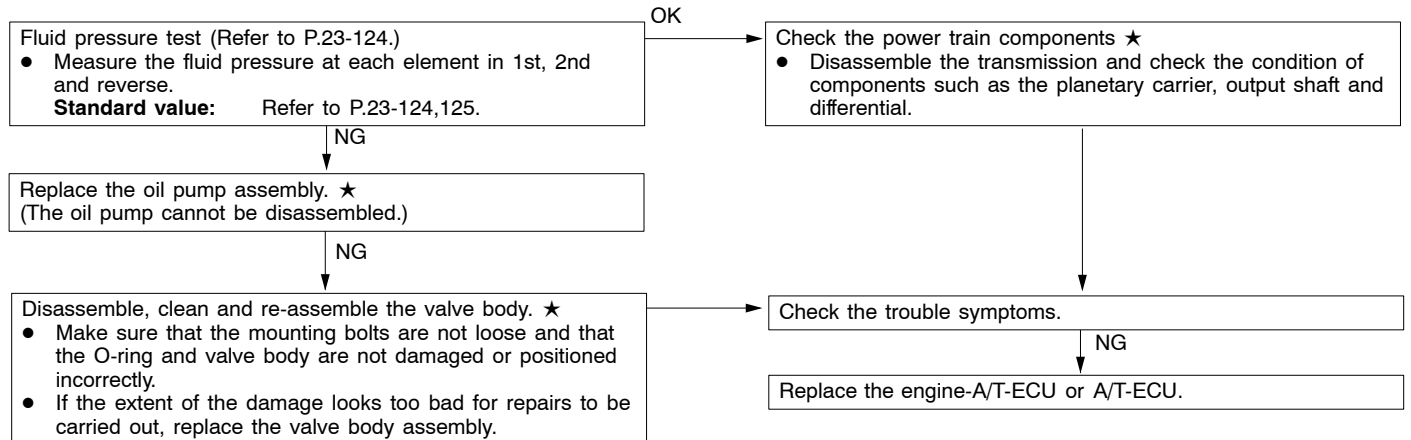 OK
Fluid pressure test (Refer to P.23-124.)
● Measure the fluid pressure at each element in 1st, 2nd
and reverse.
Standard value: Refer to P.23-124,125.
Check the power train components ★
● Disassemble the transmission and check the condition of
components such as the planetary carrier, output shaft and
differential.
NG
Replace the oil pump assembly. ★
(The oil pump cannot be disassembled.)
NG
Disassemble, clean and re-assemble the valve body. ★
● Make sure that the mounting bolts are not loose and that
the O-ring and valve body are not damaged or positioned
incorrectly.
● If the extent of the damage looks too bad for repairs to be
carried out, replace the valve body assembly.
Check the trouble symptoms.
NG
Replace the engine-A/T-ECU or A/T-ECU.